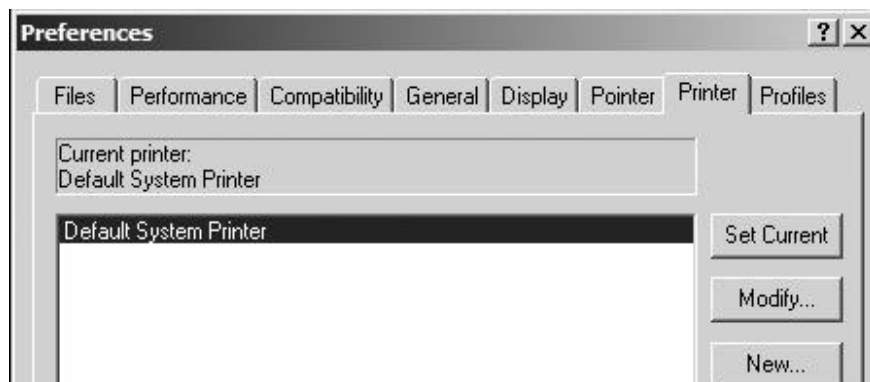 Preferences
? X
Files Performance Compatibility General Display Pointer Printer Profiles
Current printer:
Default System Printer
Default System Printer
Set Current
Modify...
New...